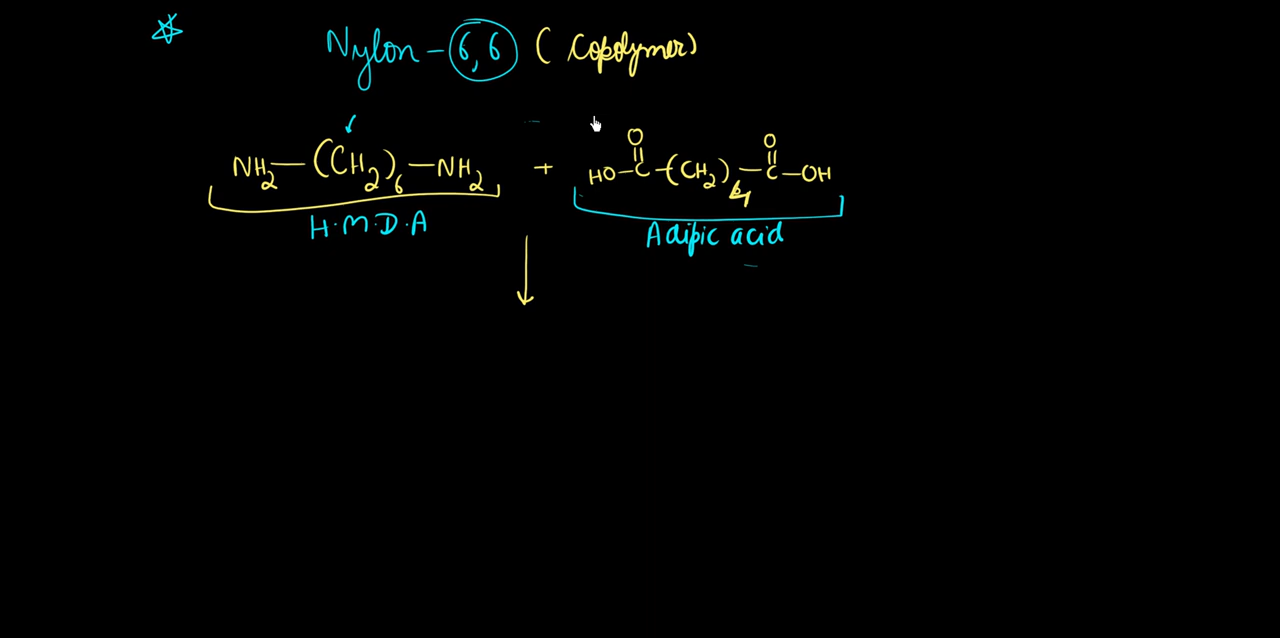 Nylon-6,6 (Copolymer)
NH2—(CH2)6—NH2 + HO-C(=O)-(CH2)4-C(=O)-OH
H.M.D.A
Adipic acid